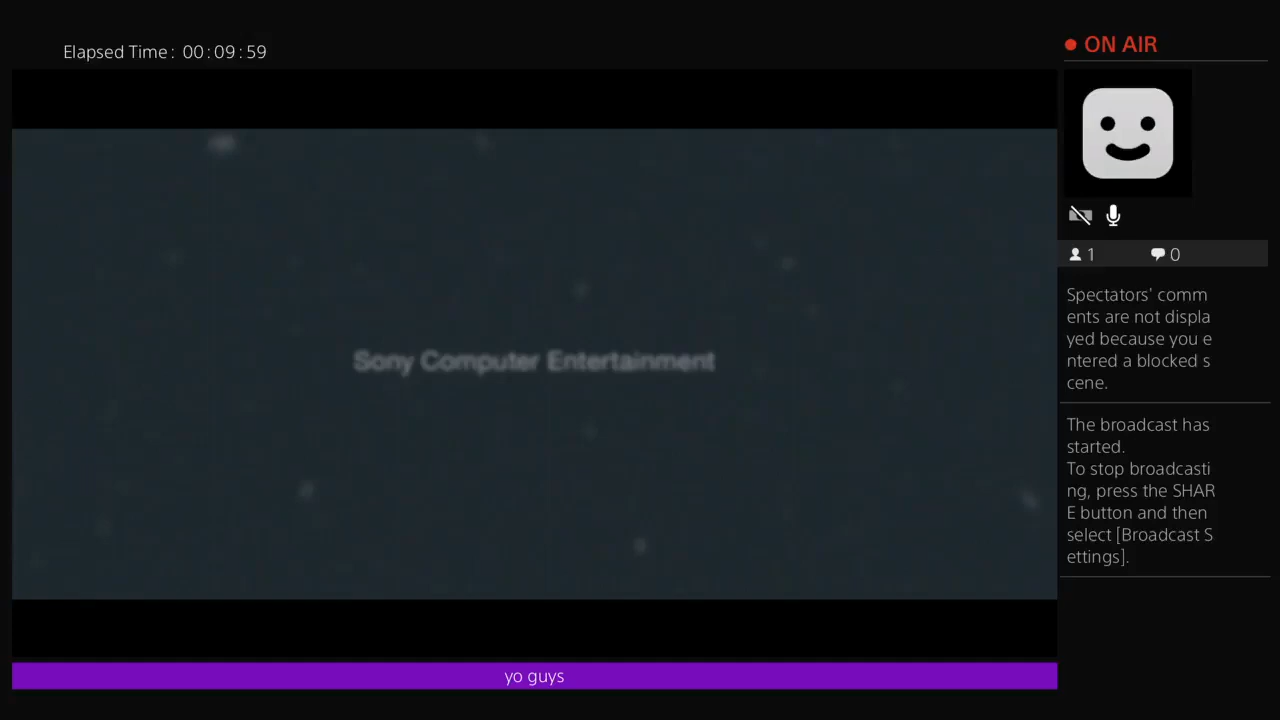 Elapsed Time: 00:09:59
ON AIR
1 0
Spectators' comm
ents are not displa
yed because you e
ntered a blocked s
cene.
The broadcast has
started.
To stop broadcasti
ng, press the SHAR
E button and then
select [Broadcast S
ettings].
Sony Computer Entertainment
yo guys